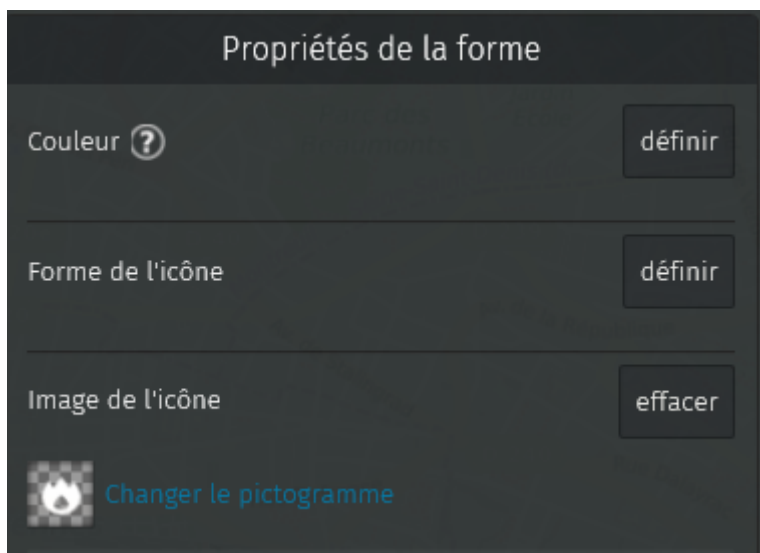 Propriétés de la forme
Couleur ?
définir
Forme de l'icône
définir
Image de l'icône
effacer
Changer le pictogramme